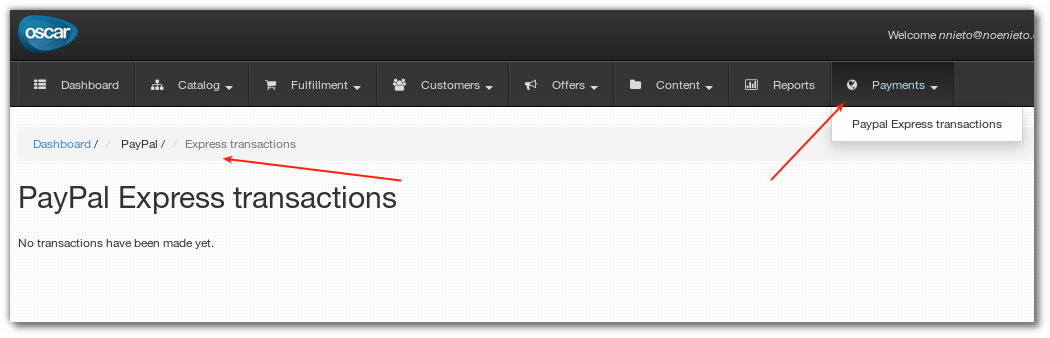 oscar
Welcome nnieto@noenieto.
Dashboard Catalog Fulfillment Customers Offers Content Reports Payments
Paypal Express transactions
Dashboard / / PayPal / / Express transactions
PayPal Express transactions
No transactions have been made yet.